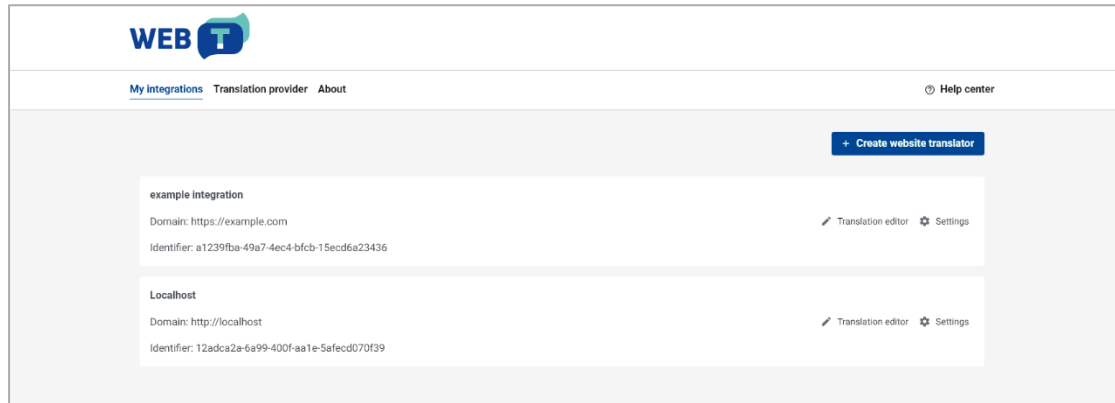 WEB T
My integrations Translation provider About Help center
+ Create website translator
example integration
Domain: https://example.com Translation editor Settings
Identifier: a1239fba-49a7-4ec4-bfcb-15ecd6a23436
Localhost
Domain: http://localhost Translation editor Settings
Identifier: 12adca2a-6a99-400f-aa1e-5afecd070f39